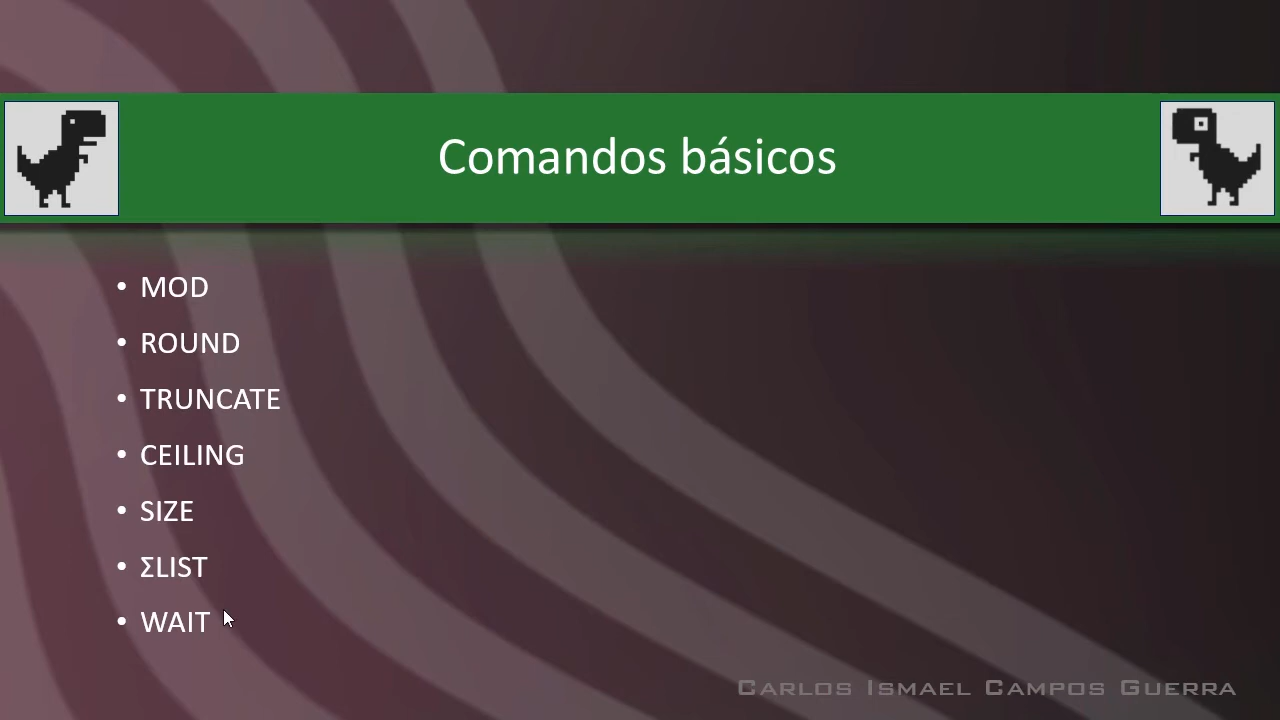 Comandos básicos
• MOD
• ROUND
• TRUNCATE
• CEILING
• SIZE
• ΣLIST
• WAIT
Carlos Ismael Campos Guerra